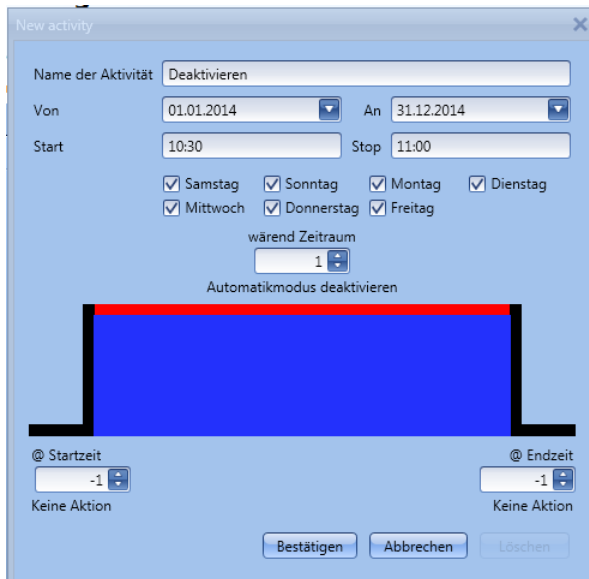 New activity
Name der Aktivität Deaktivieren
Von 01.01.2014 An 31.12.2014
Start 10:30 Stop 11:00
Samstag Sonntag Montag Dienstag
Mittwoch Donnerstag Freitag
wärend Zeitraum
1
Automatikmodus deaktivieren
@ Startzeit @ Endzeit
-1 -1
Keine Aktion Keine Aktion
Bestätigen Abbrechen Löschen